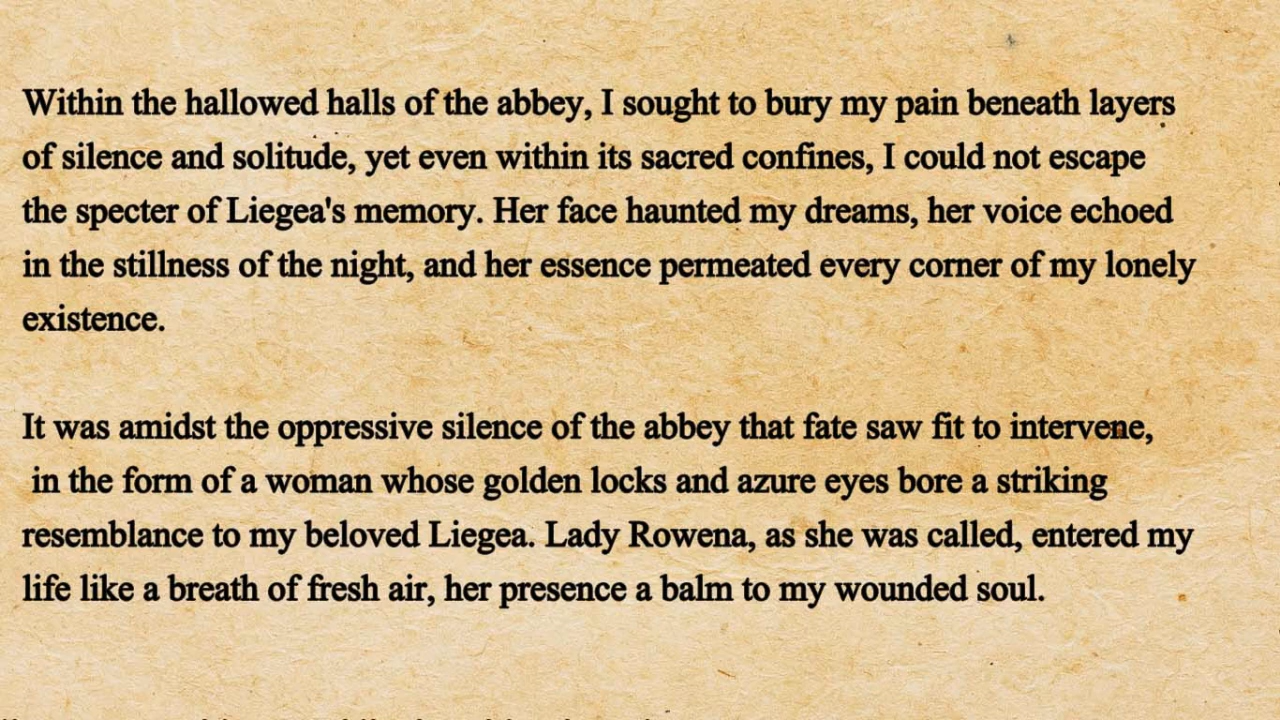 Within the hallowed halls of the abbey, I sought to bury my pain beneath layers
of silence and solitude, yet even within its sacred confines, I could not escape
the specter of Liegea's memory. Her face haunted my dreams, her voice echoed
in the stillness of the night, and her essence permeated every corner of my lonely
existence.
It was amidst the oppressive silence of the abbey that fate saw fit to intervene,
in the form of a woman whose golden locks and azure eyes bore a striking
resemblance to my beloved Liegea. Lady Rowena, as she was called, entered my
life like a breath of fresh air, her presence a balm to my wounded soul.